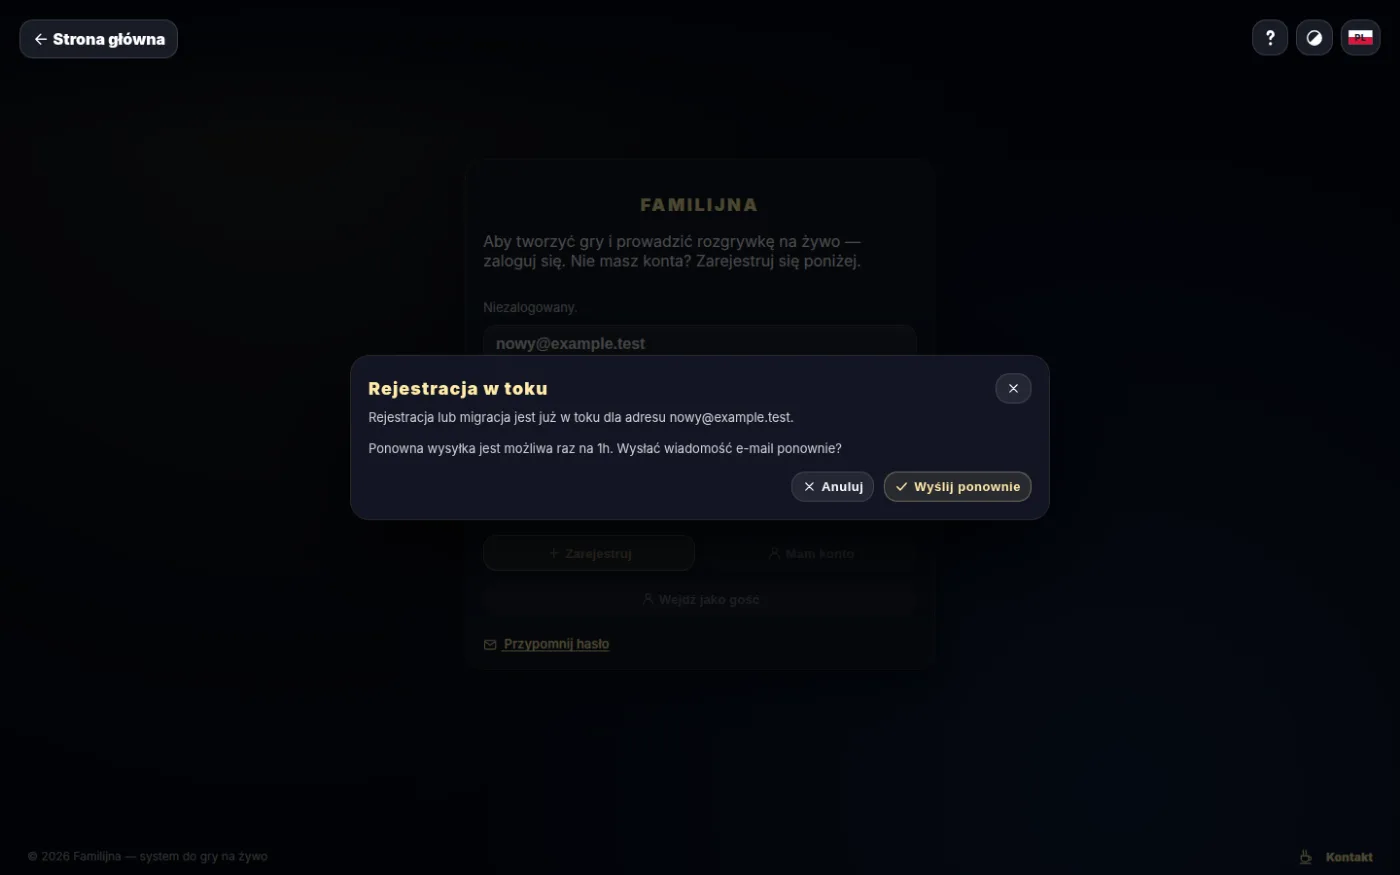 Strona główna
?
PL
FAMILIJNA
Aby tworzyć gry i prowadzić rozgrywkę na żywo —
zaloguj się. Nie masz konta? Zarejestruj się poniżej.
Niezalogowany.
nowy@example.test
Rejestracja w toku
Rejestracja lub migracja jest już w toku dla adresu nowy@example.test.
Ponowna wysyłka jest możliwa raz na 1h. Wysłać wiadomość e-mail ponownie?
Anuluj
Wyślij ponownie
Zarejestruj
Mam konto
Wejdź jako gość
Przypomnij hasło
© 2026 Familijna — system do gry na żywo
Kontakt